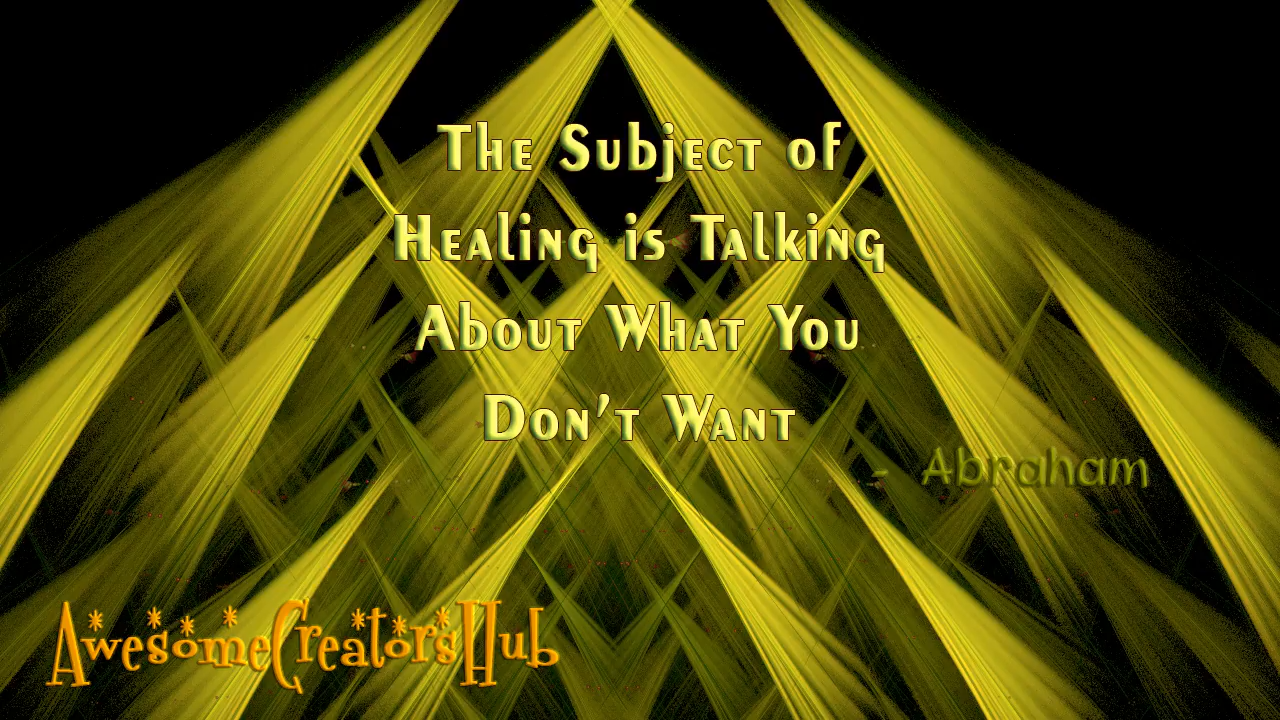 The Subject of
Healing is Talking
About What You
Don't Want
- Abraham
AwesomeCreatorsHub